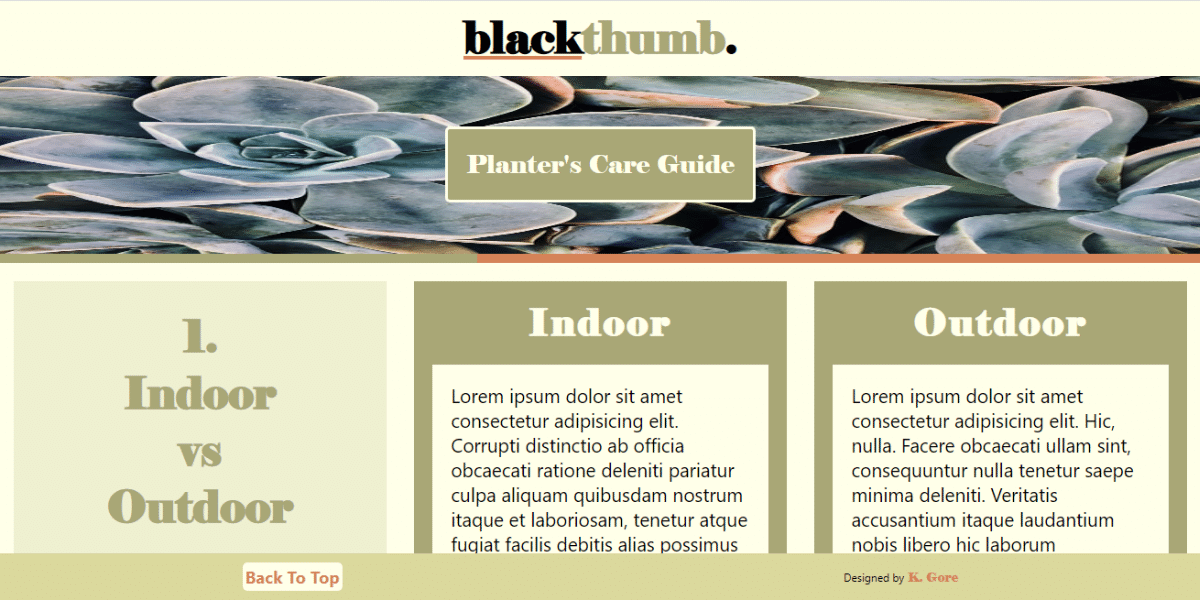 blackthumb.
Planter's Care Guide
1.
Indoor
vs
Outdoor
Indoor
Lorem ipsum dolor sit amet
consectetur adipisicing elit.
Corrupti distinctio ab officia
obcaecati ratione deleniti pariatur
culpa aliquam quibusdam nostrum
itaque et laboriosam, tenetur atque
fugiat facilis debitis alias possimus
Outdoor
Lorem ipsum dolor sit amet
consectetur adipisicing elit. Hic,
nulla. Facere obcaecati ullam sint,
consequuntur nulla tenetur saepe
minima deleniti. Veritatis
accusantium itaque laudantium
nobis libero hic laborum
Back To Top
Designed by K. Gore